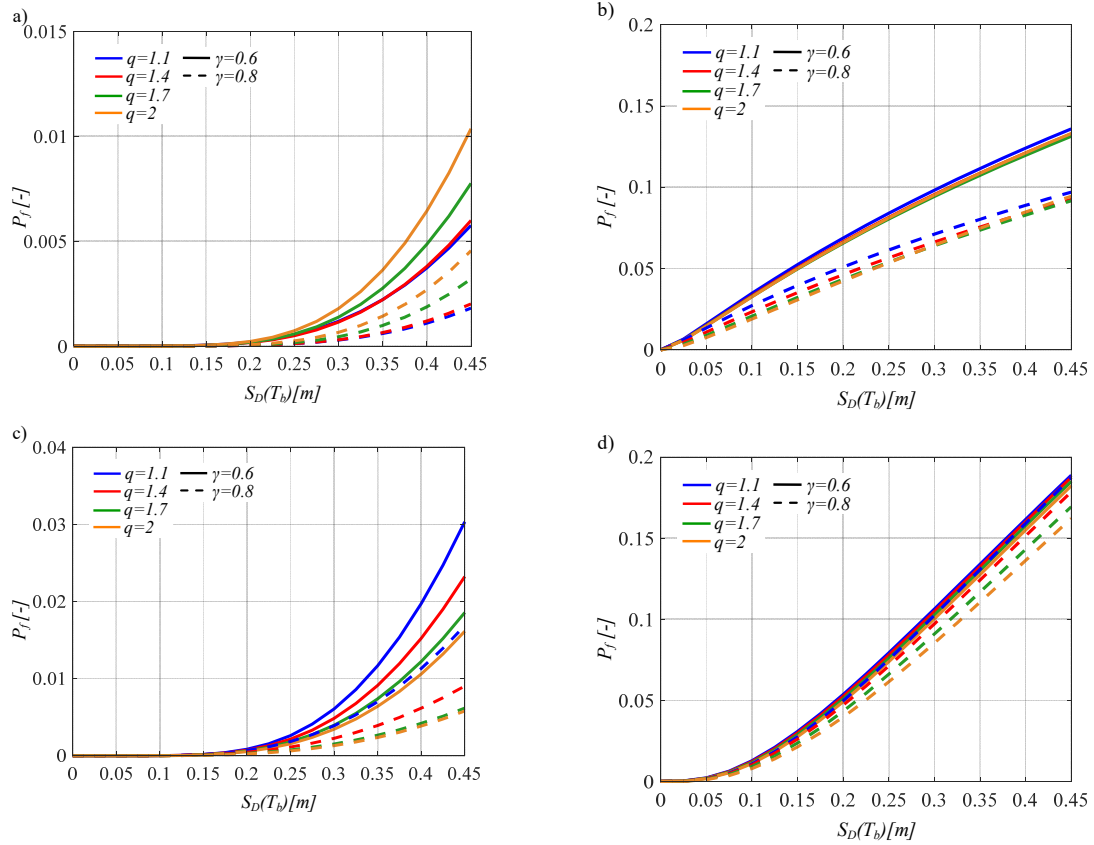 a)
0.015
q=1.1 γ=0.6
q=1.4 γ=0.8
q=1.7
q=2
0.01
0.005
0
P_f [-]
0 0.05 0.1 0.15 0.2 0.25 0.3 0.35 0.4 0.45
S_D(T_b)[m]
b)
0.2
q=1.1 γ=0.6
q=1.4 γ=0.8
q=1.7
q=2
0.15
0.1
0.05
0
P_f [-]
0 0.05 0.1 0.15 0.2 0.25 0.3 0.35 0.4 0.45
S_D(T_b)[m]
c)
0.04
q=1.1 γ=0.6
q=1.4 γ=0.8
q=1.7
q=2
0.03
0.02
0.01
0
P_f [-]
0 0.05 0.1 0.15 0.2 0.25 0.3 0.35 0.4 0.45
S_D(T_b)[m]
d)
0.2
q=1.1 γ=0.6
q=1.4 γ=0.8
q=1.7
q=2
0.15
0.1
0.05
0
P_f [-]
0 0.05 0.1 0.15 0.2 0.25 0.3 0.35 0.4 0.45
S_D(T_b)[m]